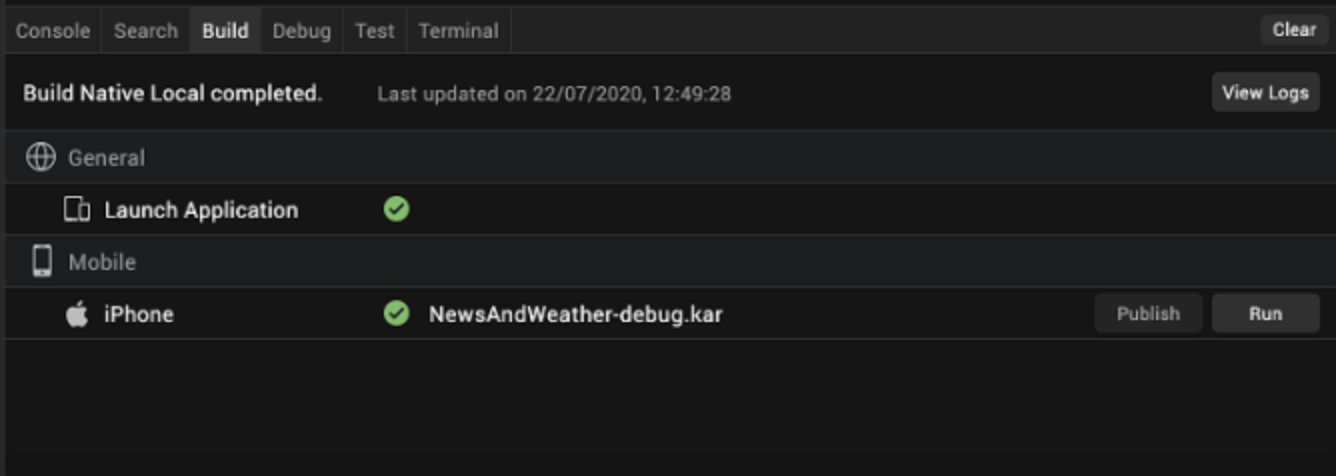 Console Search Build Debug Test Terminal Clear
Build Native Local completed. Last updated on 22/07/2020, 12:49:28 View Logs
General
Launch Application
Mobile
iPhone NewsAndWeather-debug.kar Publish Run